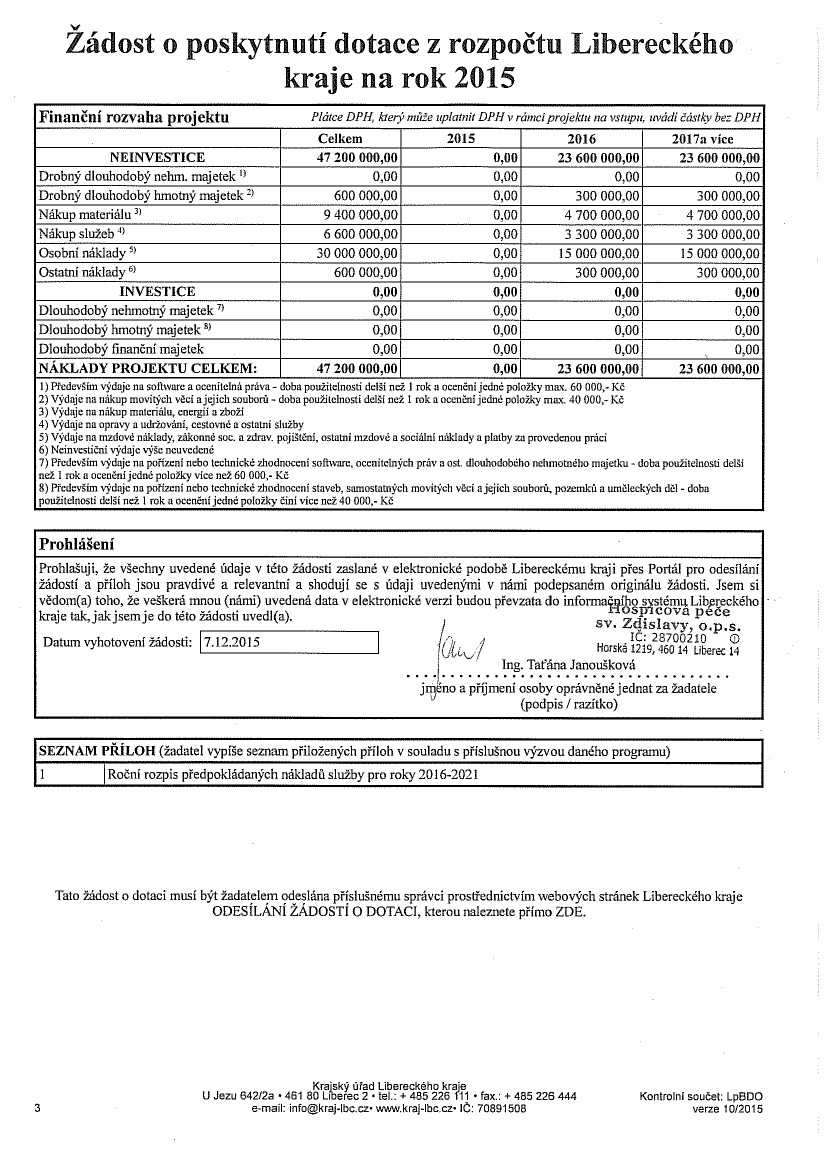 Žádost o poskytnutí dotace z rozpočtu Libereckého
kraje na rok 2015
Finanční rozvaha projektu Plátce DPH, který může uplatnit DPH v rámci projektu na vstupu, uvádí částky bez DPH
Celkem 2015 2016 2017a více
NEINVESTICE 47 200 000,00 0,00 23 600 000,00 23 600 000,00
Drobný dlouhodobý nehm. majetek 1) 0,00 0,00 0,00 0,00
Drobný dlouhodobý hmotný majetek 2) 600 000,00 0,00 300 000,00 300 000,00
Nákup materiálu 3) 9 400 000,00 0,00 4 700 000,00 4 700 000,00
Nákup služeb 4) 6 600 000,00 0,00 3 300 000,00 3 300 000,00
Osobní náklady 5) 30 000 000,00 0,00 15 000 000,00 15 000 000,00
Ostatní náklady 6) 600 000,00 0,00 300 000,00 300 000,00
INVESTICE 0,00 0,00 0,00 0,00
Dlouhodobý nehmotný majetek 7) 0,00 0,00 0,00 0,00
Dlouhodobý hmotný majetek 8) 0,00 0,00 0,00 0,00
Dlouhodobý finanční majetek 0,00 0,00 0,00 0,00
NÁKLADY PROJEKTU CELKEM: 47 200 000,00 0,00 23 600 000,00 23 600 000,00
1) Především výdaje na software a ocenitelná práva - doba použitelnosti delší než 1 rok a ocenění jedné položky max. 60 000,- Kč
2) Výdaje na nákup movitých věcí a jejich souborů - doba použitelnosti delší než 1 rok a ocenění jedné položky max. 40 000,- Kč
3) Výdaje na nákup materiálu, energií a zboží
4) Výdaje na opravy a udržování, cestovné a ostatní služby
5) Výdaje na mzdové náklady, zákonné soc. a zdrav. pojištění, ostatní mzdové a sociální náklady a platby za provedenou práci
6) Neinvestiční výdaje výše neuvedené
7) Především výdaje na pořízení nebo technické zhodnocení software, ocenitelných práv a ost. dlouhodobého nehmotného majetku - doba použitelnosti delší
než 1 rok a ocenění jedné položky více než 60 000,- Kč
8) Především výdaje na pořízení nebo technické zhodnocení staveb, samostatných movitých věcí a jejich souborů, pozemků a uměleckých děl - doba
použitelnosti delší než 1 rok a ocenění jedné položky činí více než 40 000,- Kč
Prohlášení
Prohlašuji, že všechny uvedené údaje v této žádosti zaslané v elektronické podobě Libereckému kraji přes Portál pro odesílání
žádostí a příloh jsou pravdivé a relevantní a shodují se s údaji uvedenými v námi podepsaném originálu žádosti. Jsem si
vědom(a) toho, že veškerá mnou (námi) uvedená data v elektronické verzi budou převzata do informačního systému Libereckého
kraje tak, jak jsem je do této žádosti uvedl(a).
Hospicová péče
sv. Zdislavy, o.p.s.
IČ: 28700210 ①
Horská 1219, 460 14 Liberec 14
Datum vyhotovení žádosti: 7.12.2015
Ing. Taťána Janoušková
jméno a příjmení osoby oprávněné jednat za žadatele
(podpis / razítko)
SEZNAM PŘÍLOH (žadatel vypíše seznam přiložených příloh v souladu s příslušnou výzvou daného programu)
1 Roční rozpis předpokládaných nákladů služby pro roky 2016-2021
Tato žádost o dotaci musí být žadatelem odeslána příslušnému správci prostřednictvím webových stránek Libereckého kraje
ODESÍLÁNÍ ŽÁDOSTÍ O DOTACI, kterou naleznete přímo ZDE.
Krajský úřad Libereckého kraje
U Jezu 642/2a • 461 80 Liberec 2 • tel.: + 485 226 111 • fax.: + 485 226 444
e-mail: info@kraj-lbc.cz• www.kraj-lbc.cz• IČ: 70891508
Kontrolní součet: LpBDO
verze 10/2015
3